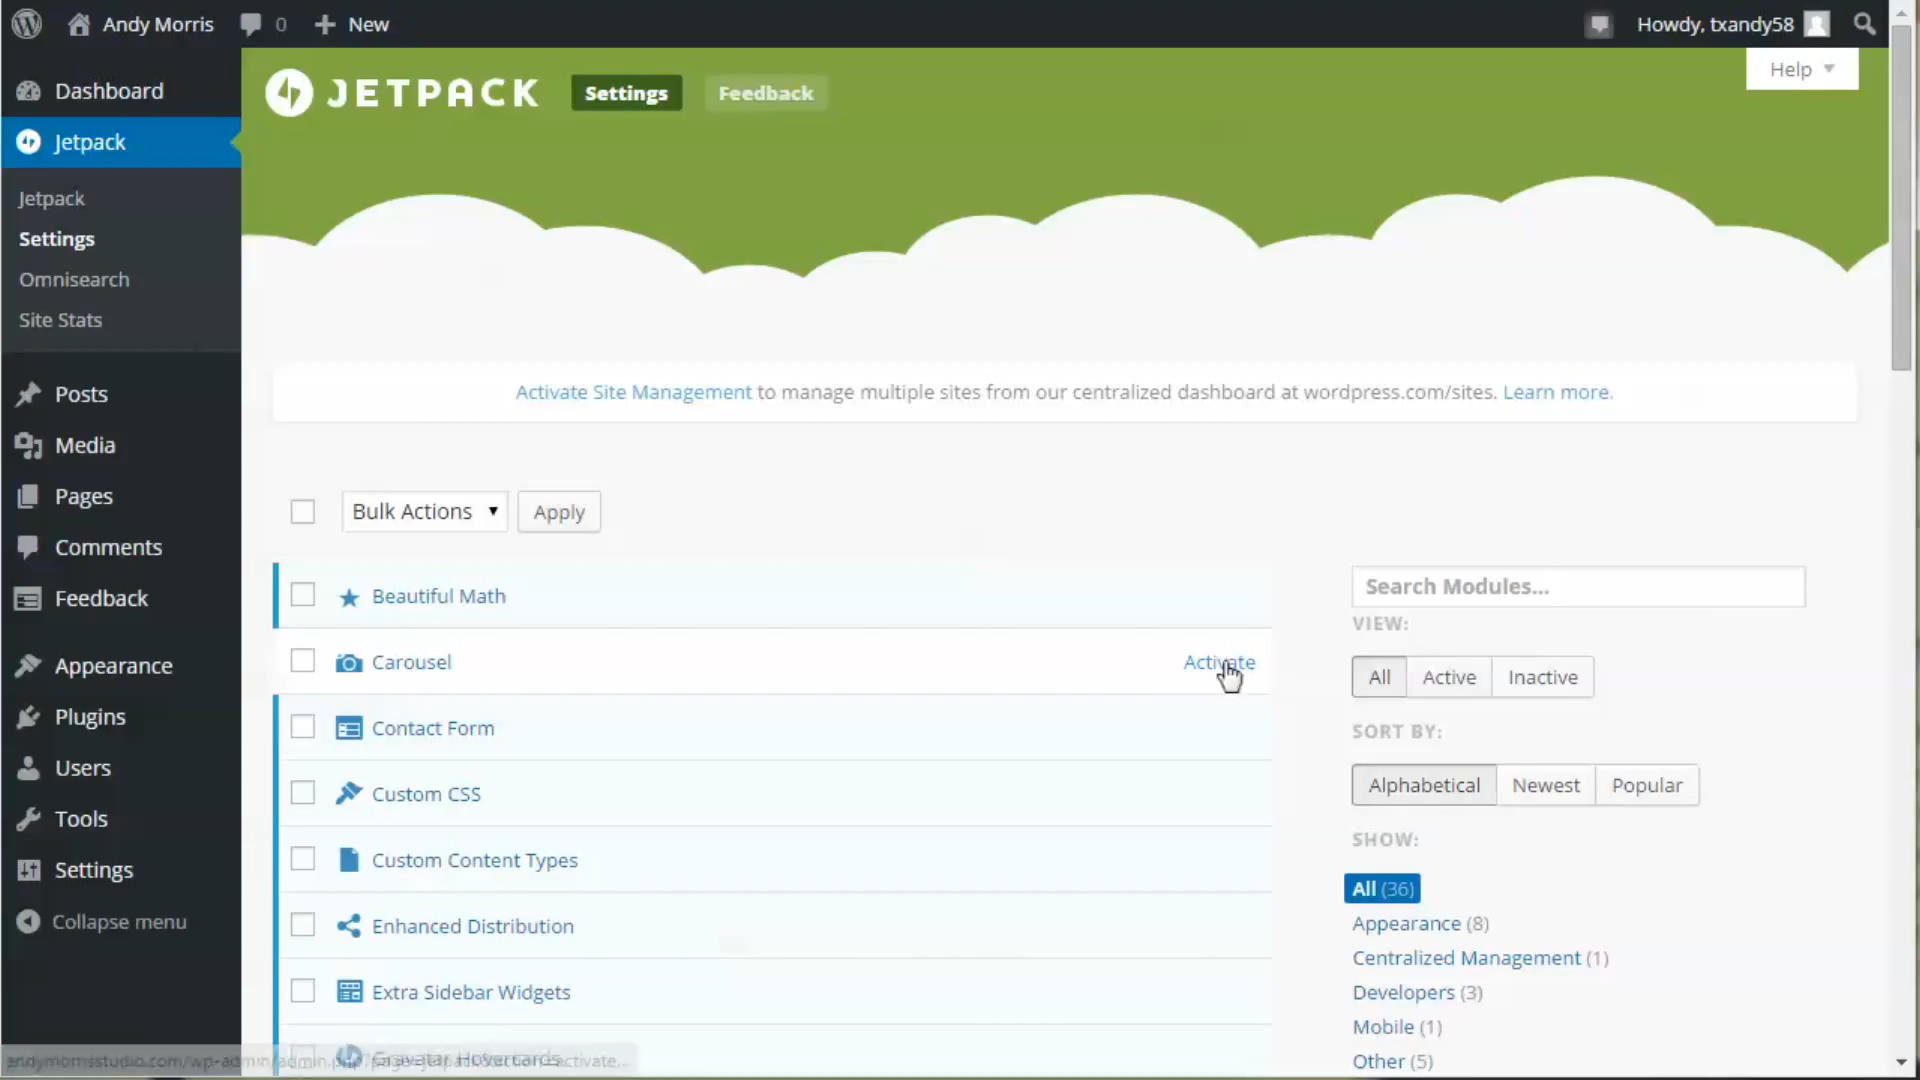 Andy Morris
0
New
Howdy, txandy58
Dashboard
Jetpack
Jetpack
Settings
Omnisearch
Site Stats
Posts
Media
Pages
Comments
Feedback
Appearance
Plugins
Users
Tools
Settings
Collapse menu
JETPACK
Settings
Feedback
Help
Activate Site Management to manage multiple sites from our centralized dashboard at wordpress.com/sites. Learn more.
Bulk Actions
Apply
Beautiful Math
Carousel
Activate
Contact Form
Custom CSS
Custom Content Types
Enhanced Distribution
Extra Sidebar Widgets
Gravatar Hovercards
Search Modules...
VIEW:
All
Active
Inactive
SORT BY:
Alphabetical
Newest
Popular
SHOW:
All (36)
Appearance (8)
Centralized Management (1)
Developers (3)
Mobile (1)
Other (5)